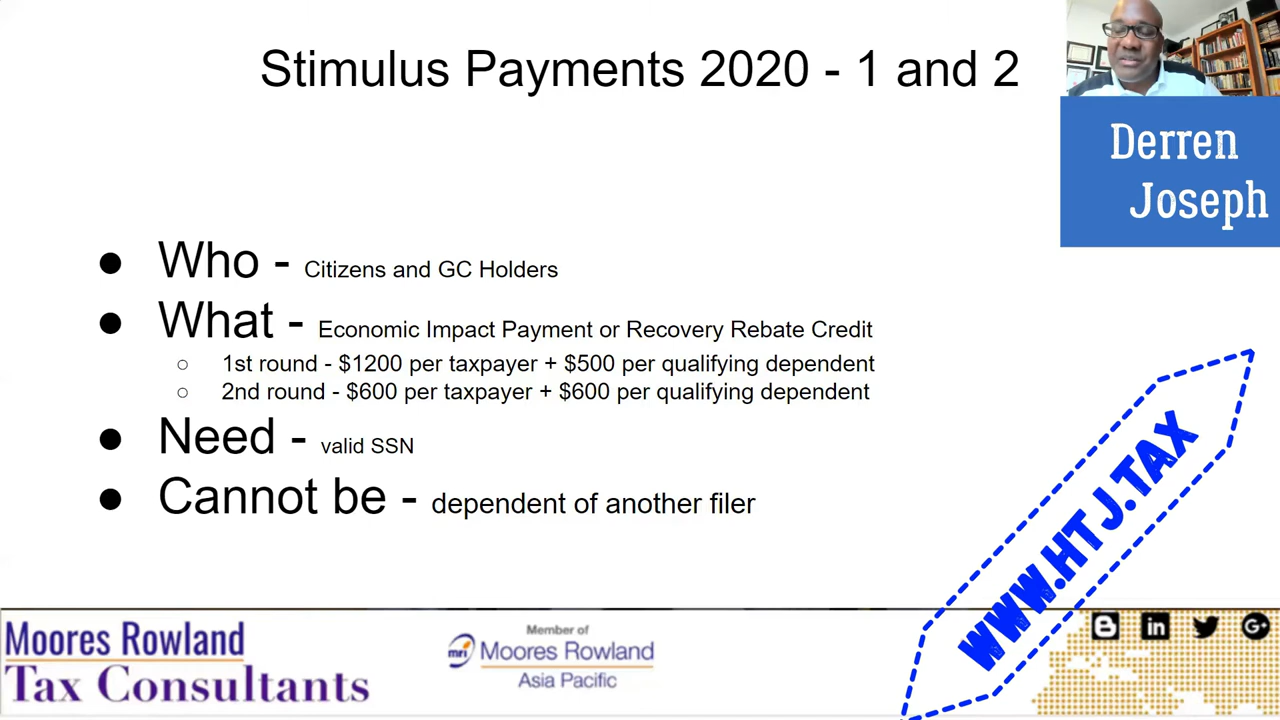 Stimulus Payments 2020 - 1 and 2
Derren
Joseph
● Who - Citizens and GC Holders
● What - Economic Impact Payment or Recovery Rebate Credit
○ 1st round - $1200 per taxpayer + $500 per qualifying dependent
○ 2nd round - $600 per taxpayer + $600 per qualifying dependent
● Need - valid SSN
● Cannot be - dependent of another filer
WWW.HTJ.TAX
Moores Rowland
Tax Consultants
Member of
mri Moores Rowland
Asia Pacific
in
G+